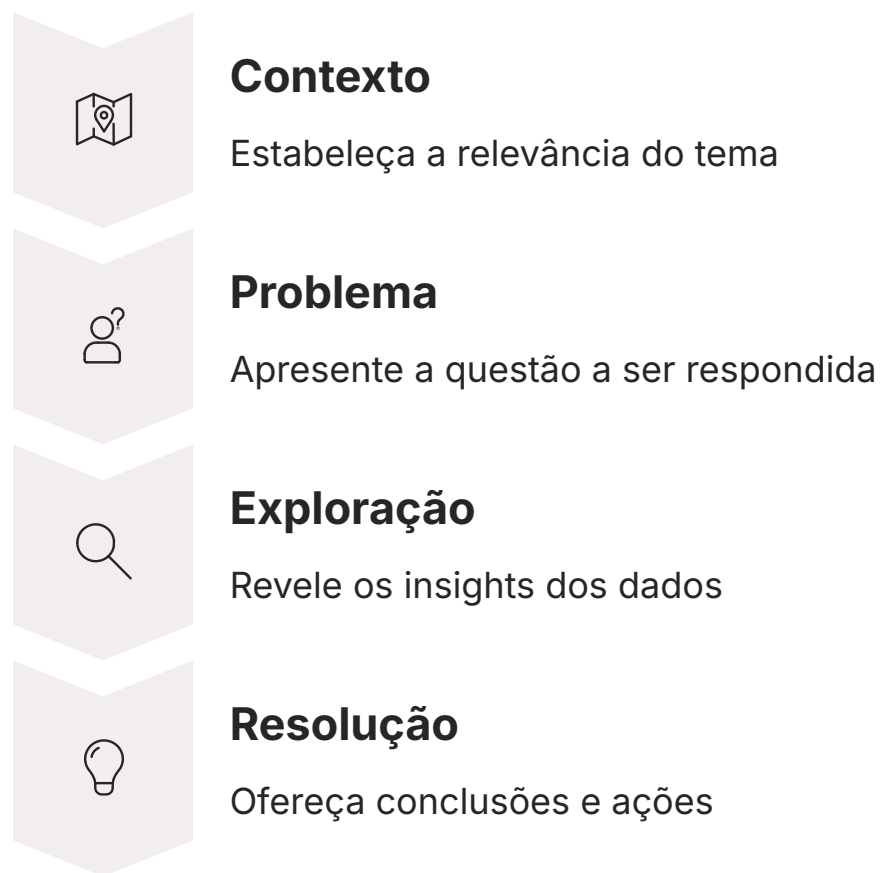 Contexto
Estabeleça a relevância do tema
Problema
Apresente a questão a ser respondida
Exploração
Revele os insights dos dados
Resolução
Ofereça conclusões e ações